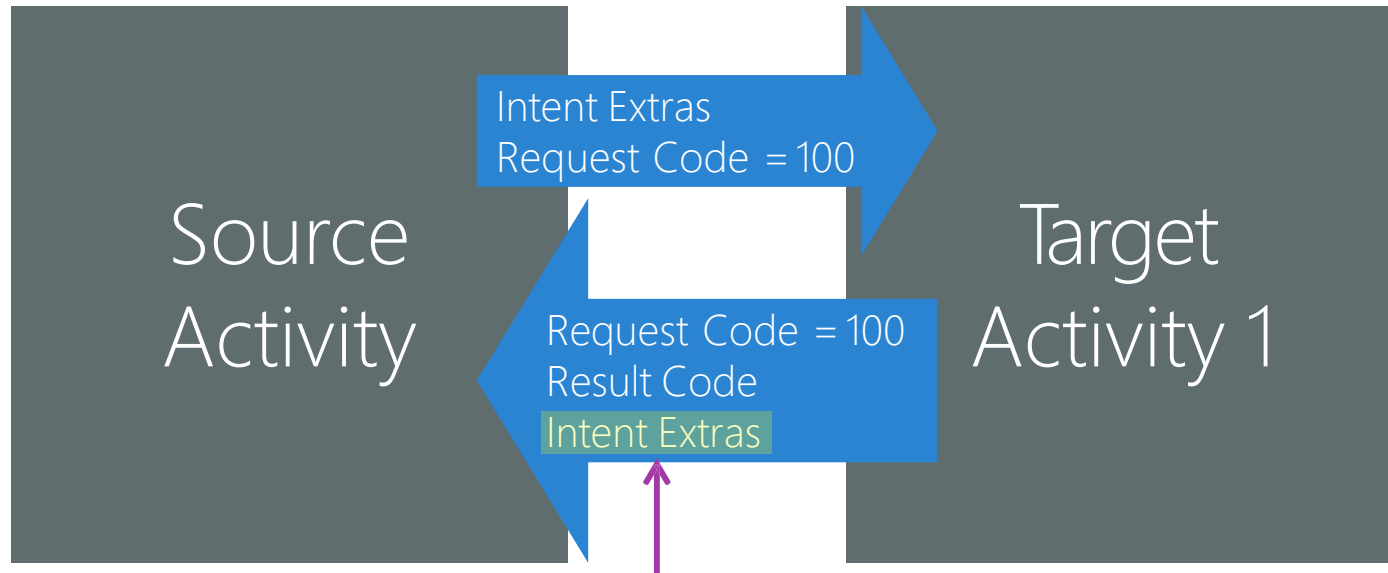 Source
Activity
Intent Extras
Request Code = 100
Request Code = 100
Result Code
Intent Extras
Target
Activity 1